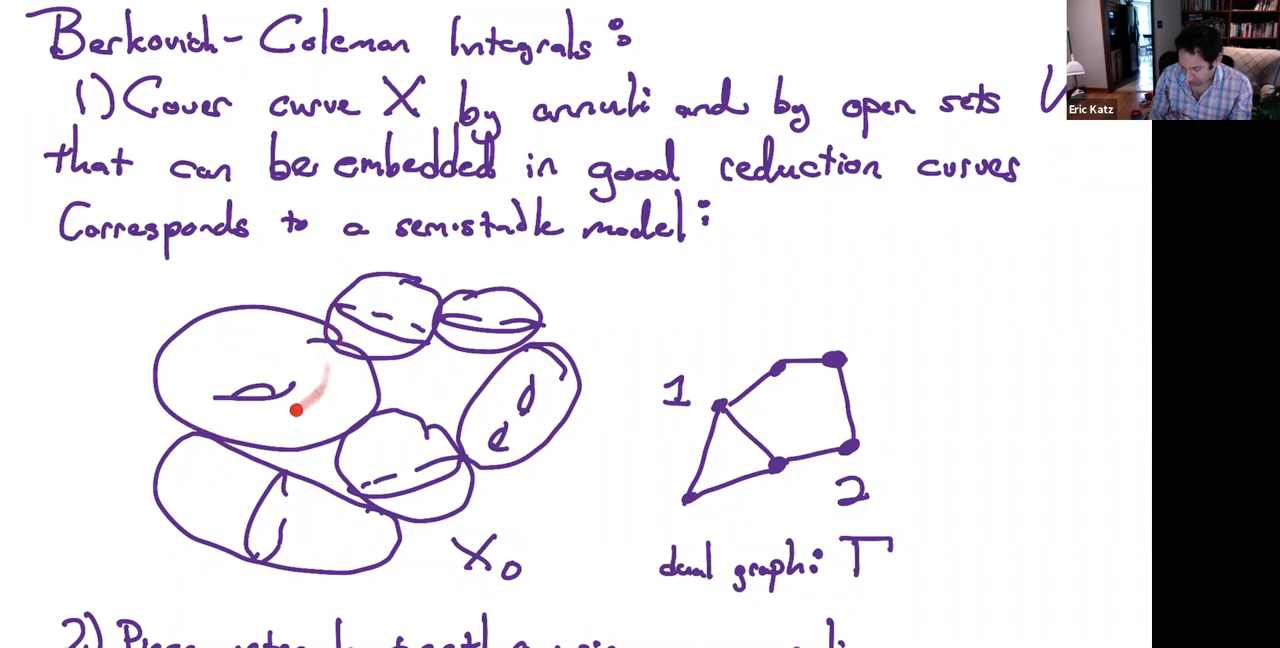 Berkovich-Coleman Integrals:
1) Cover curve X by annuli and by open sets U
Eric Katz
that can be embedded in good reduction curves
Corresponds to a semistable model:
1
2
X₀
dual graph: Γ
2)